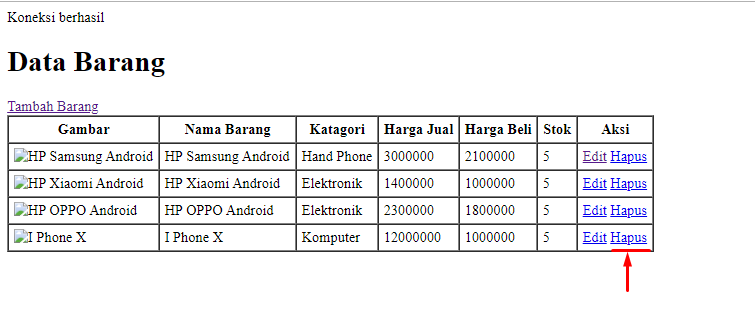 Koneksi berhasil
Data Barang
Tambah Barang
Gambar Nama Barang Katagori Harga Jual Harga Beli Stok Aksi
HP Samsung Android HP Samsung Android Hand Phone 3000000 2100000 5 Edit Hapus
HP Xiaomi Android HP Xiaomi Android Elektronik 1400000 1000000 5 Edit Hapus
HP OPPO Android HP OPPO Android Elektronik 2300000 1800000 5 Edit Hapus
I Phone X I Phone X Komputer 12000000 1000000 5 Edit Hapus